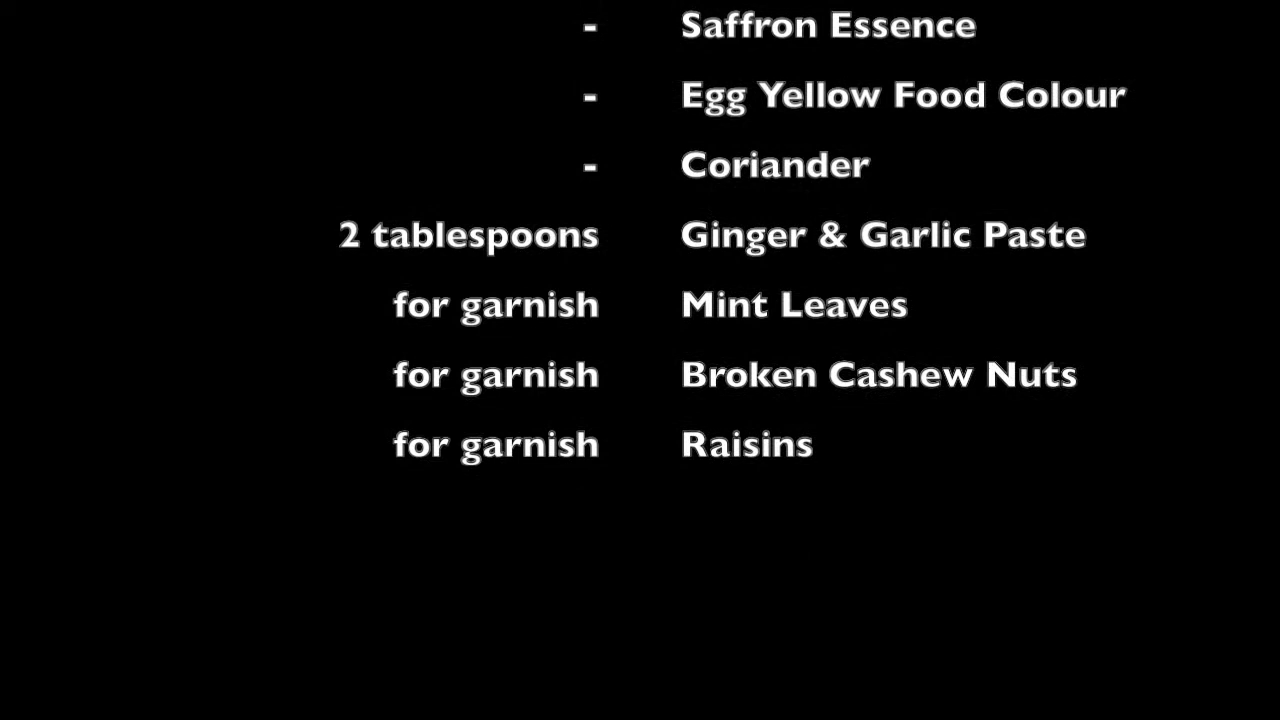 - Saffron Essence
- Egg Yellow Food Colour
- Coriander
2 tablespoons Ginger & Garlic Paste
for garnish Mint Leaves
for garnish Broken Cashew Nuts
for garnish Raisins